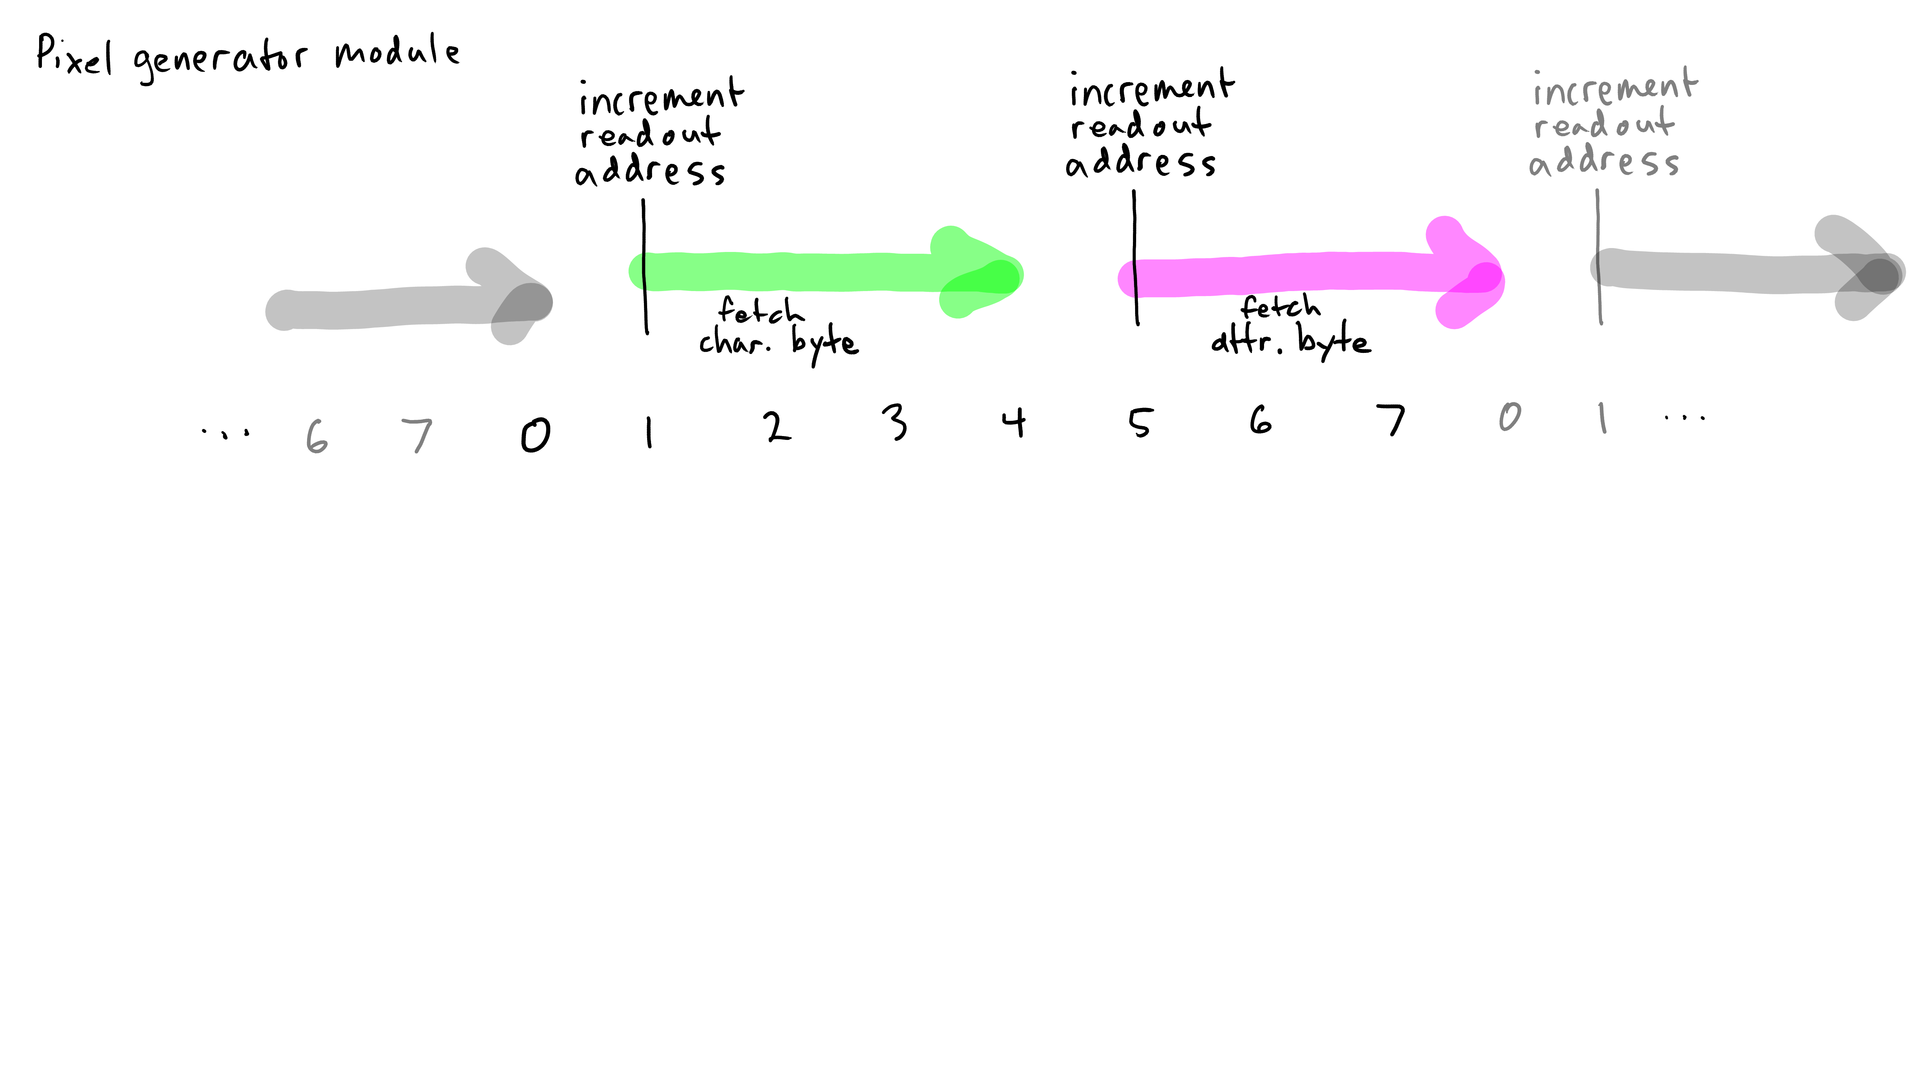 Pixel generator module
increment
readout
address
increment
readout
address
increment
readout
address
fetch
char. byte
fetch
attr. byte
... 6 7 0 1 2 3 4 5 6 7 0 1 ...